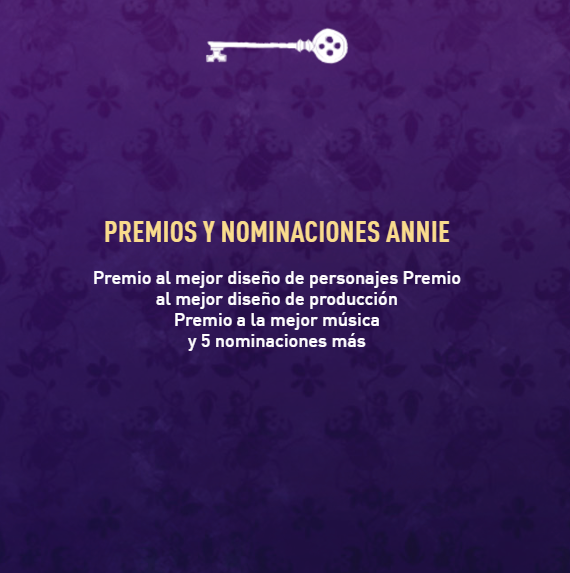 PREMIOS Y NOMINACIONES ANNIE
Premio al mejor diseño de personajes Premio
al mejor diseño de producción
Premio a la mejor música
y 5 nominaciones más